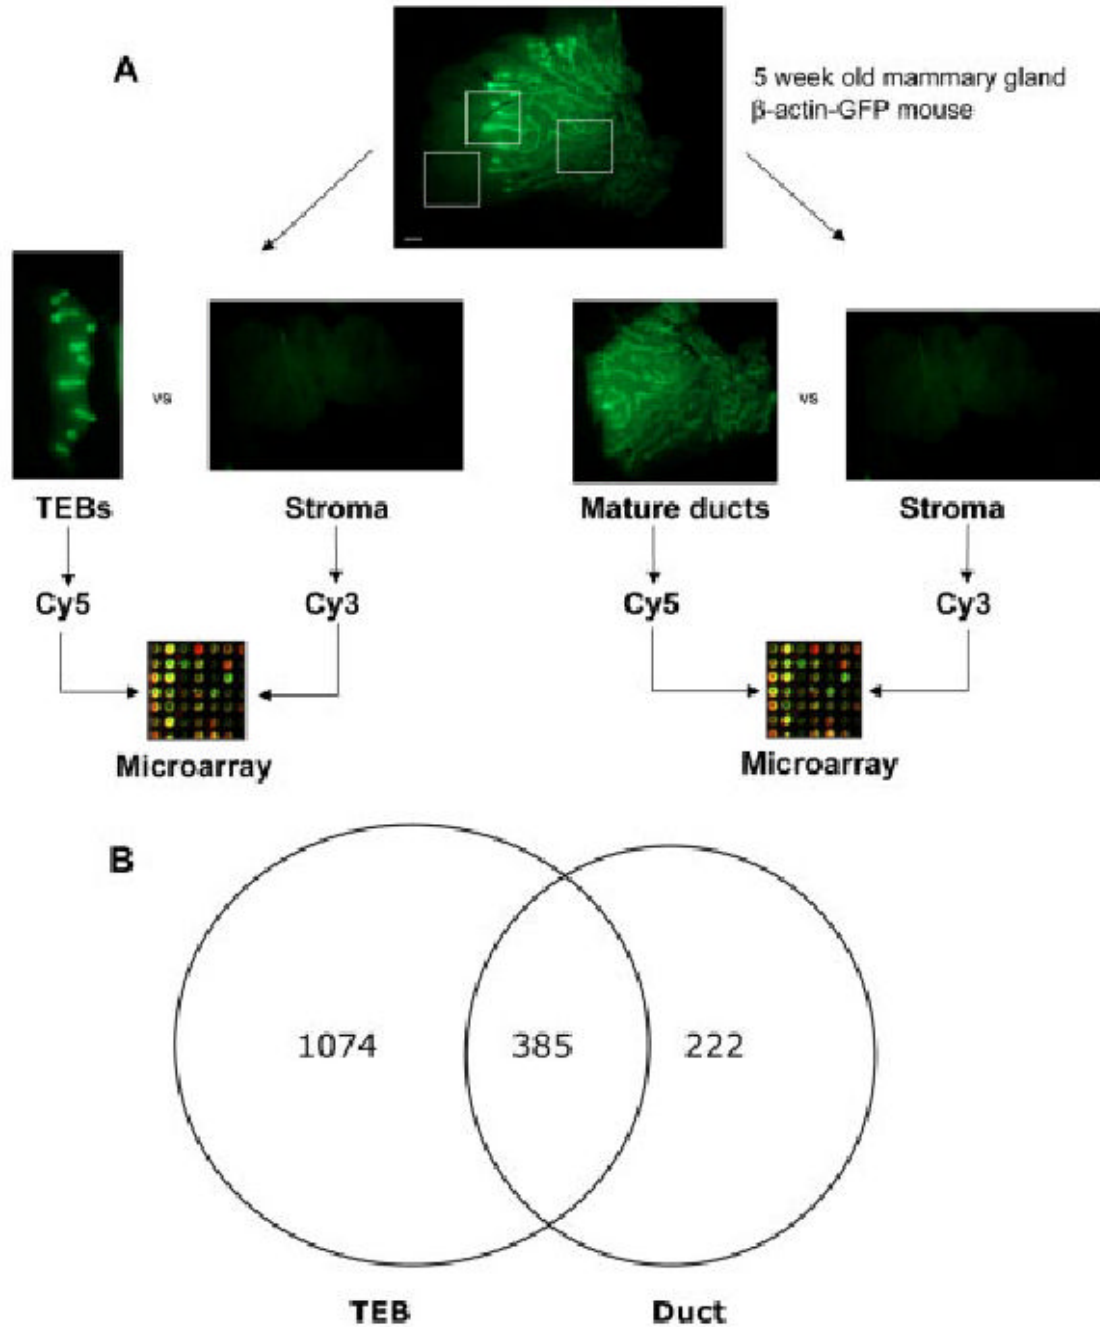 A
5 week old mammary gland
β-actin-GFP mouse
vs
vs
TEBs
Stroma
Mature ducts
Stroma
Cy5
Cy3
Cy5
Cy3
Microarray
Microarray
B
1074
385
222
TEB
Duct